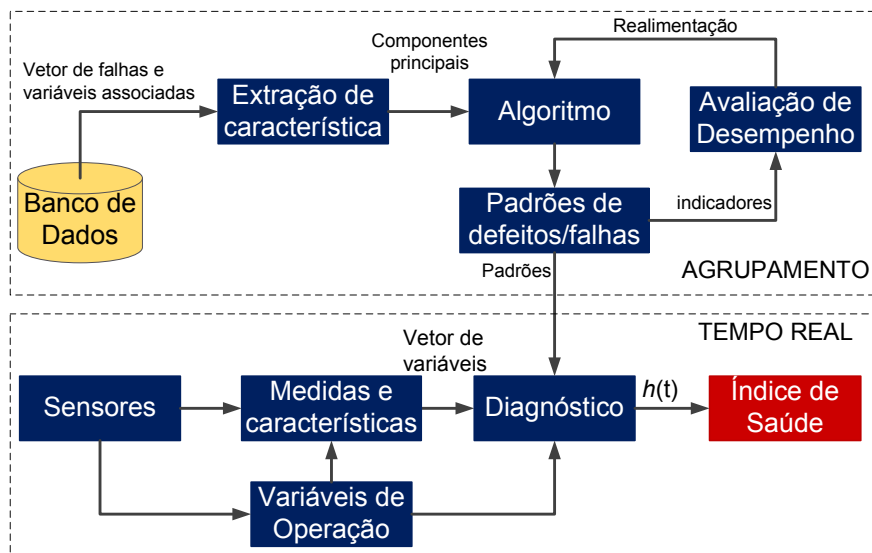 Realimentação
Componentes
principais
Vetor de falhas e
variáveis associadas
Extração de
característica
Algoritmo
Avaliação de
Desempenho
Banco de
Dados
Padrões de
defeitos/falhas
indicadores
Padrões
AGRUPAMENTO
TEMPO REAL
Vetor de
variáveis
Sensores
Medidas e
características
Diagnóstico
h(t)
Índice de
Saúde
Variáveis de
Operação